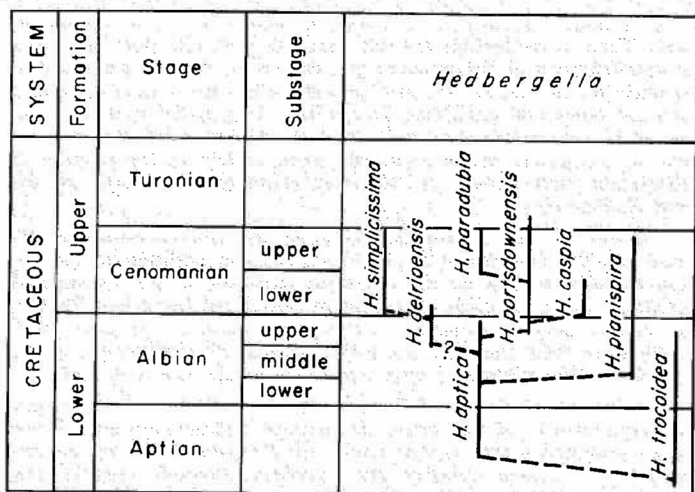 SYSTEM
Formation
Stage
Substage
Hedbergella
CRETACEOUS
Upper
Lower
Turonian
Cenomanian
upper
lower
Albian
upper
middle
lower
Aptian
H. simplicissima
H. delrioensis
H. paradubia
H. portsdownensis
H. caspia
H. planispira
H. aptica
H. trocoidea
?